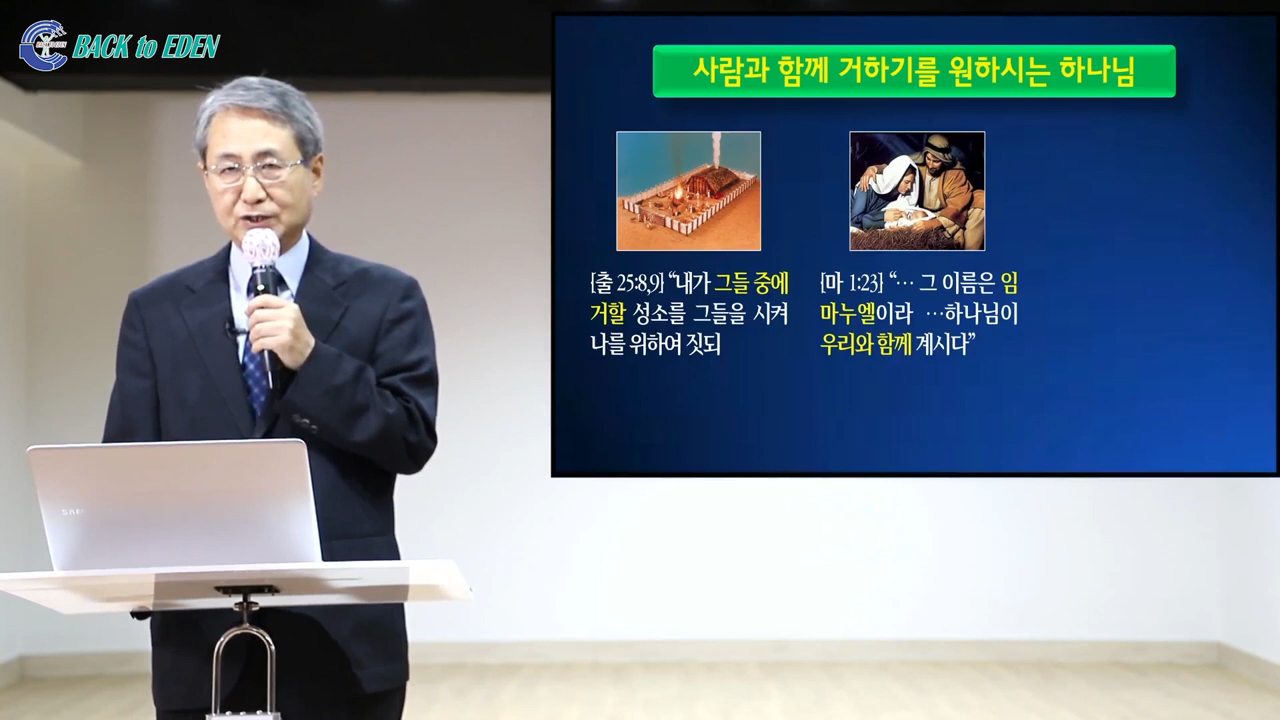 BACK to EDEN
사람과 함께 거하기를 원하시는 하나님
[출 25:8,9] “내가 그들 중에
거할 성소를 그들을 시켜
나를 위하여 짓되
[마 1:23] “… 그 이름은 임
마누엘이라 …하나님이
우리와 함께 계시다”